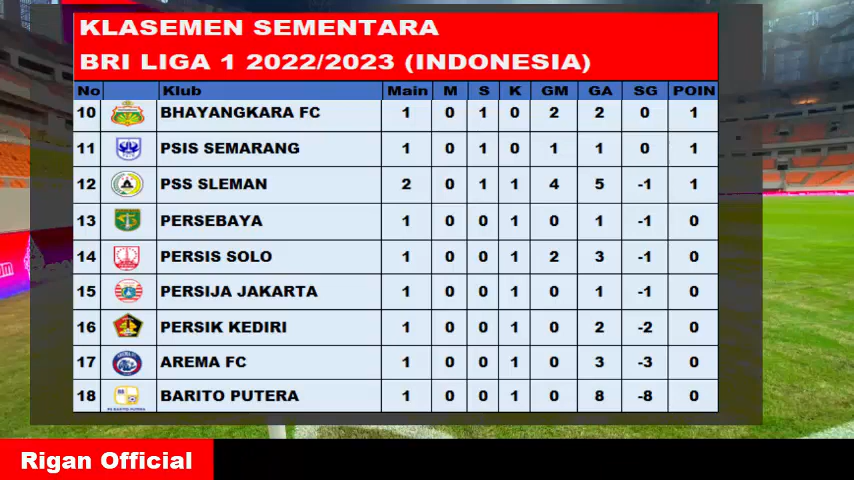 KLASEMEN SEMENTARA
BRI LIGA 1 2022/2023 (INDONESIA)
No Klub Main M S K GM GA SG POIN
10 BHAYANGKARA FC 1 0 1 0 2 2 0 1
11 PSIS SEMARANG 1 0 1 0 1 1 0 1
12 PSS SLEMAN 2 0 1 1 4 5 -1 1
13 PERSEBAYA 1 0 0 1 0 1 -1 0
14 PERSIS SOLO 1 0 0 1 2 3 -1 0
15 PERSIJA JAKARTA 1 0 0 1 0 1 -1 0
16 PERSIK KEDIRI 1 0 0 1 0 2 -2 0
17 AREMA FC 1 0 0 1 0 3 -3 0
18 BARITO PUTERA 1 0 0 1 0 8 -8 0
Rigan Official